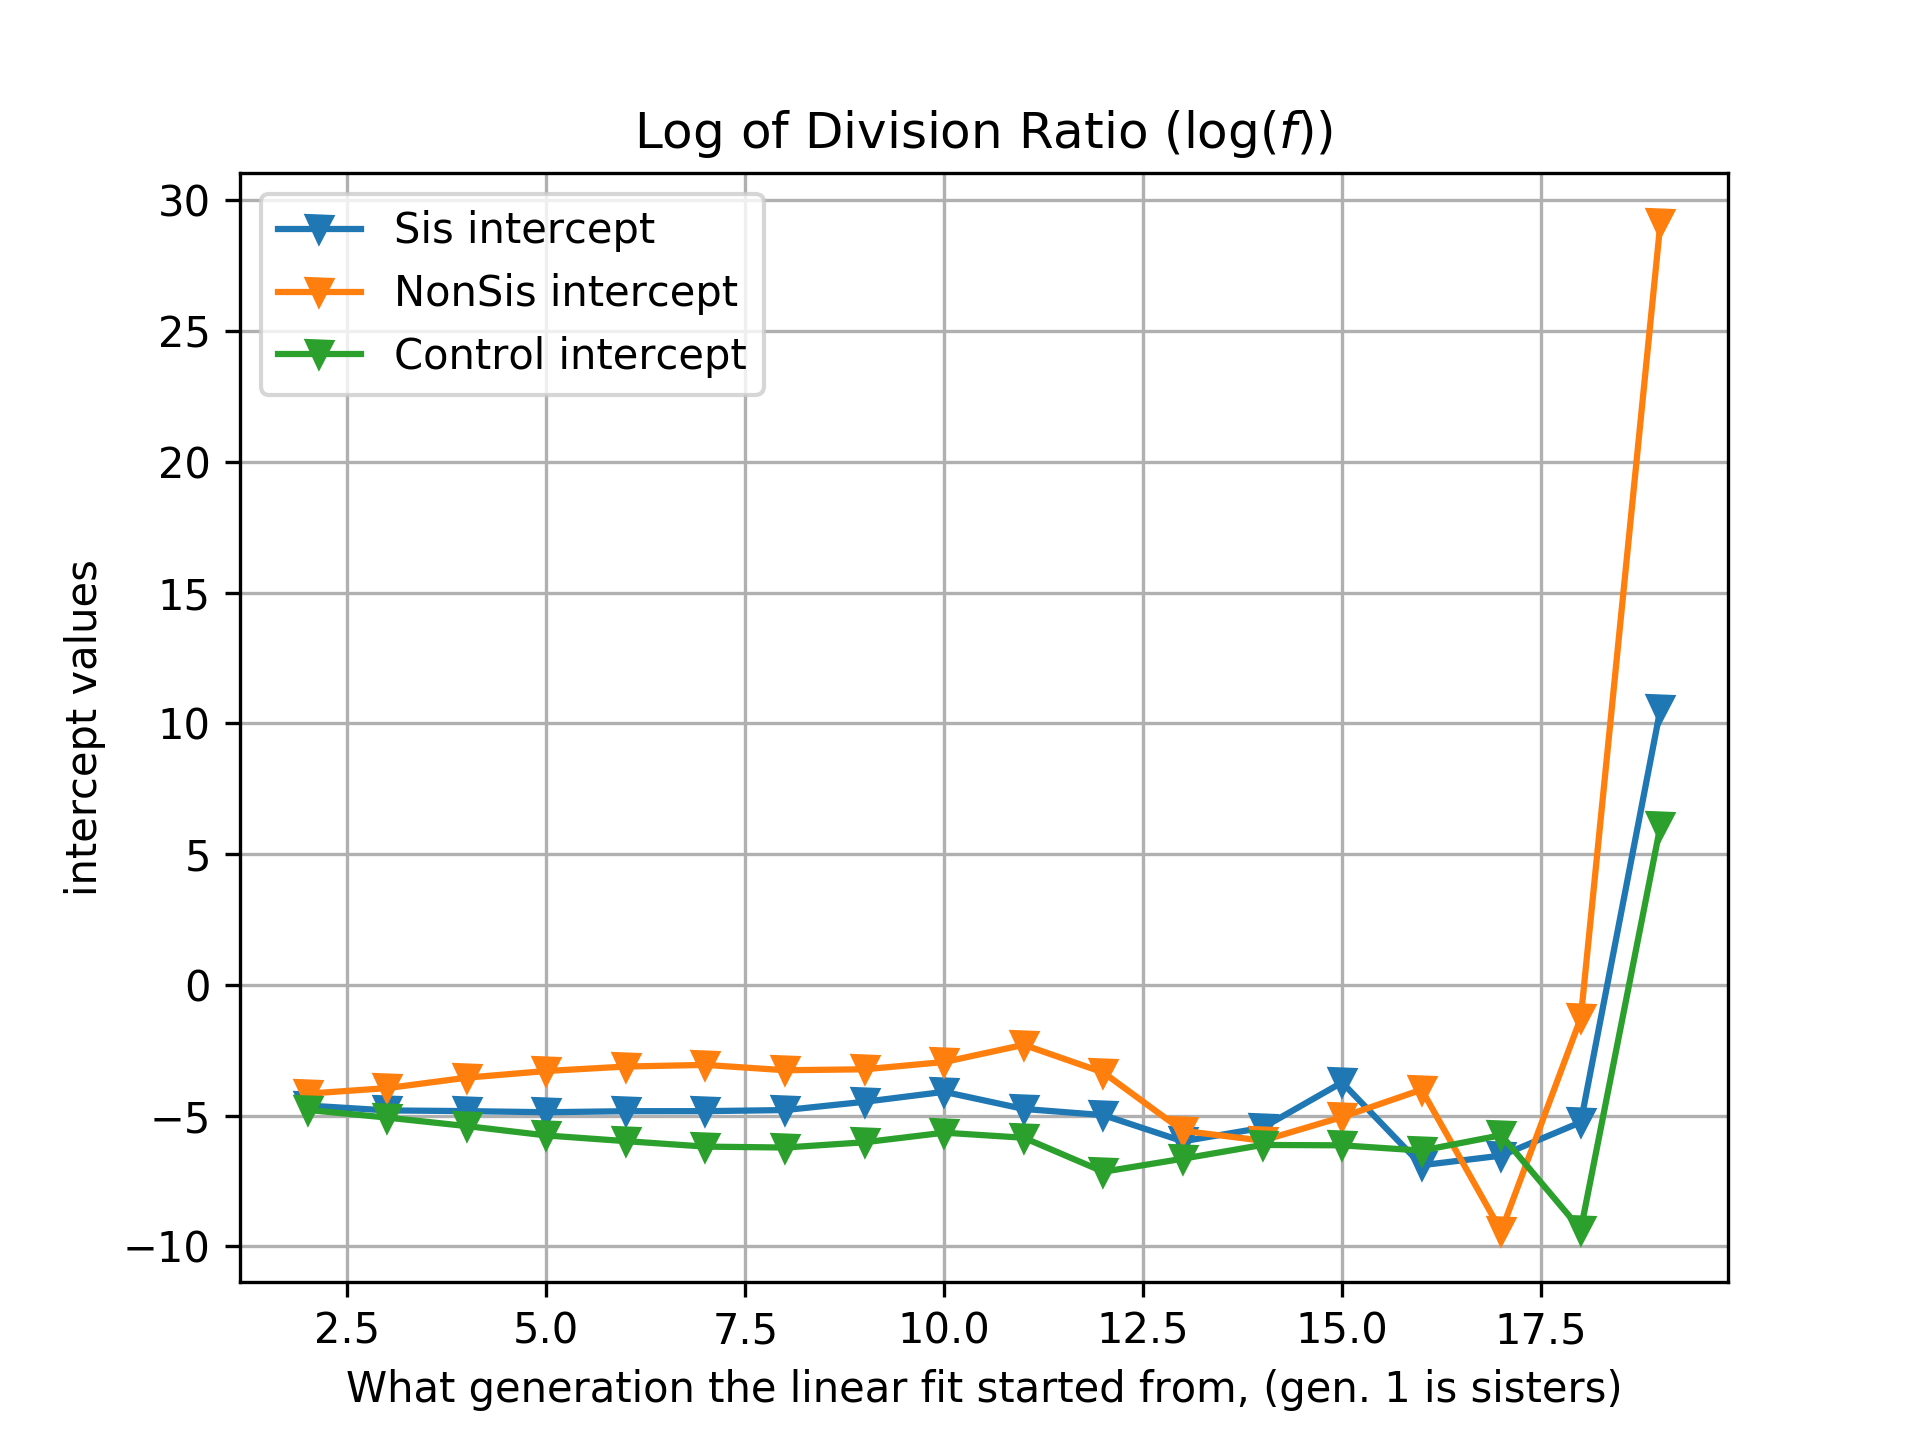 Log of Division Ratio (log(f))
Sis intercept
NonSis intercept
Control intercept
intercept values
30
25
20
15
10
5
0
−5
−10
2.5 5.0 7.5 10.0 12.5 15.0 17.5
What generation the linear fit started from, (gen. 1 is sisters)